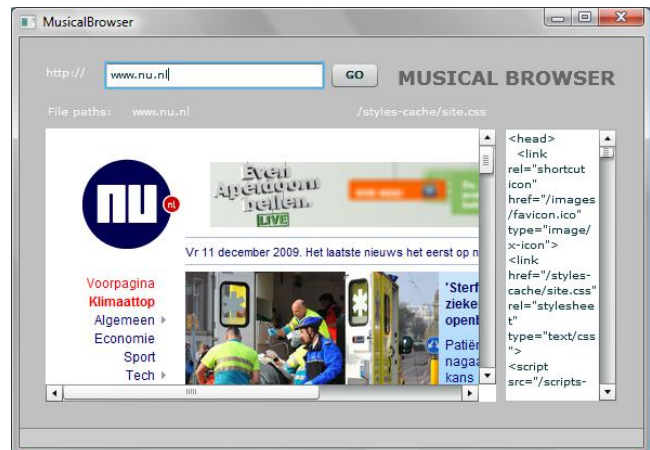 MusicalBrowser
http://
www.nu.nl
GO
MUSICAL BROWSER
File paths:
www.nu.nl
/styles-cache/site.css
nu
nl
Even
Apeldoorn
bellen.
LIVE
Vr 11 december 2009. Het laatste nieuws het eerst op n
Voorpagina
Klimaattop
Algemeen
Economie
Sport
Tech
'Sterf
zieke
openb
Patiën
nagaa
kans
<head>
<link
rel="shortcut
icon"
href="/images
/favicon.ico"
type="image/
x-icon">
<link
href="/styles-
cache/site.css"
rel="styleshee
t"
type="text/css
">
<script
src="/scripts-